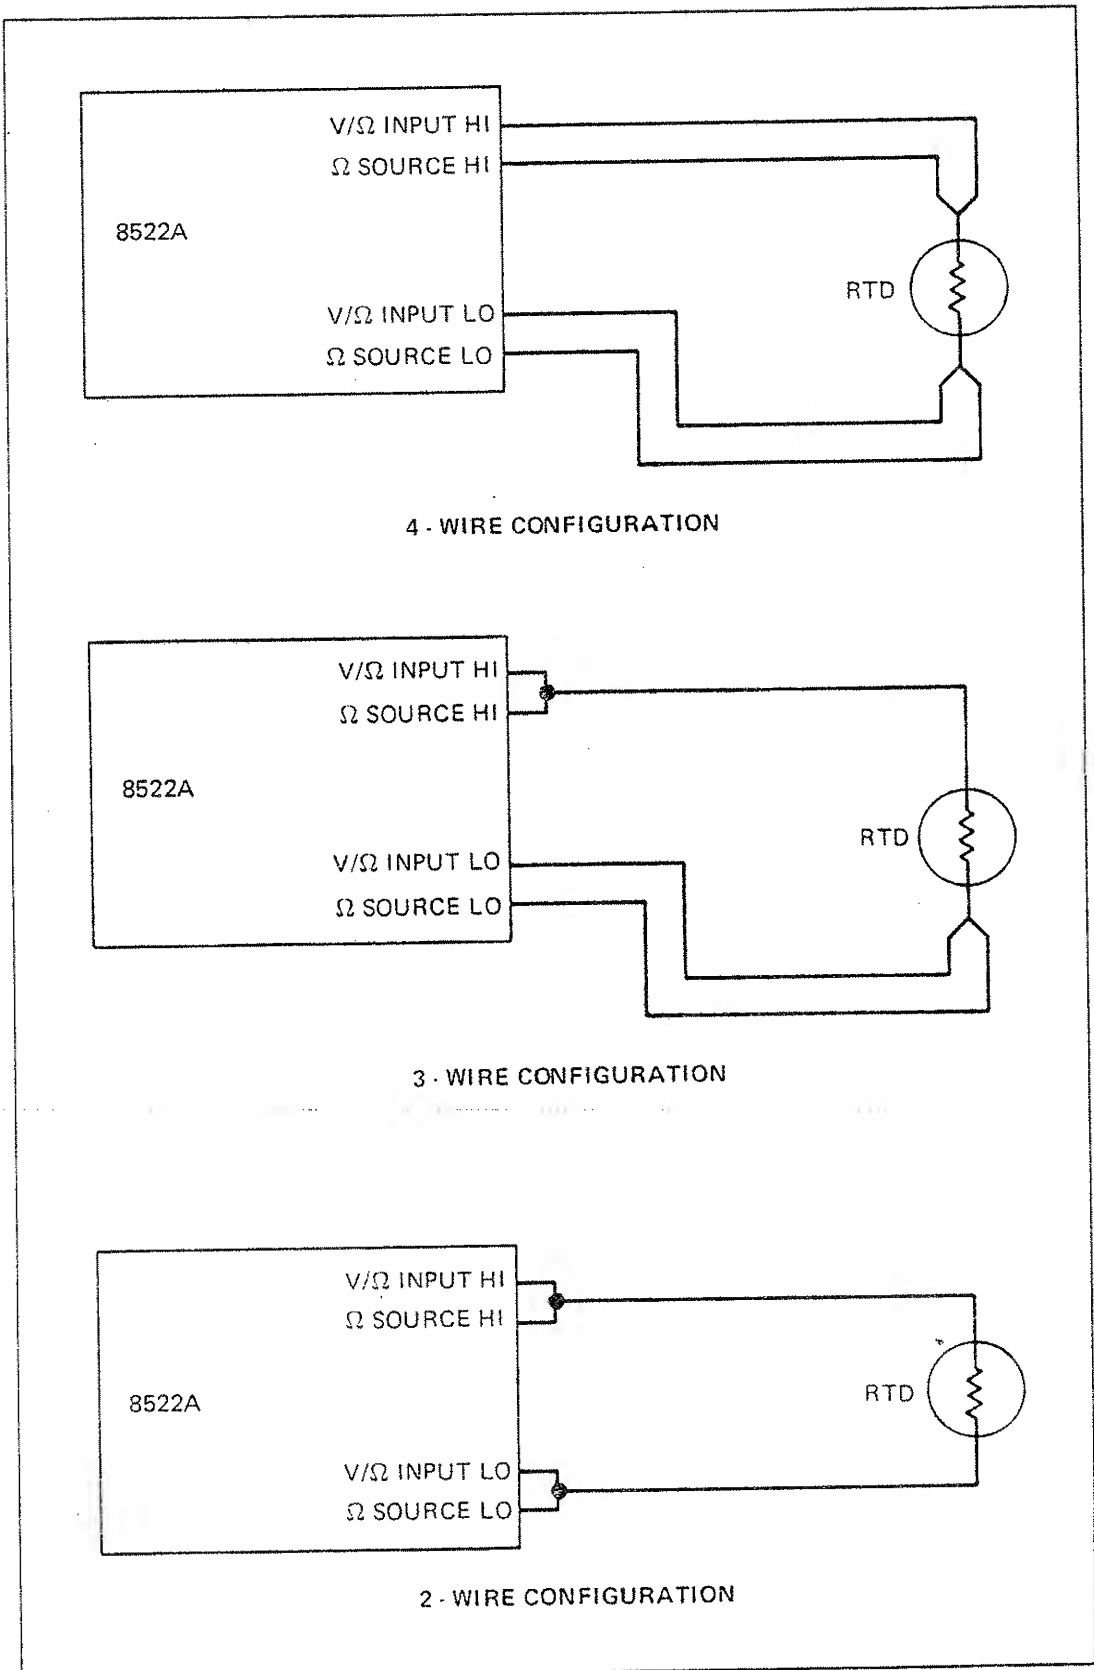 V/Ω INPUT HI
Ω SOURCE HI
8522A
RTD
V/Ω INPUT LO
Ω SOURCE LO
4 - WIRE CONFIGURATION
V/Ω INPUT HI
Ω SOURCE HI
8522A
RTD
V/Ω INPUT LO
Ω SOURCE LO
3 - WIRE CONFIGURATION
V/Ω INPUT HI
Ω SOURCE HI
RTD
8522A
V/Ω INPUT LO
Ω SOURCE LO
2 - WIRE CONFIGURATION